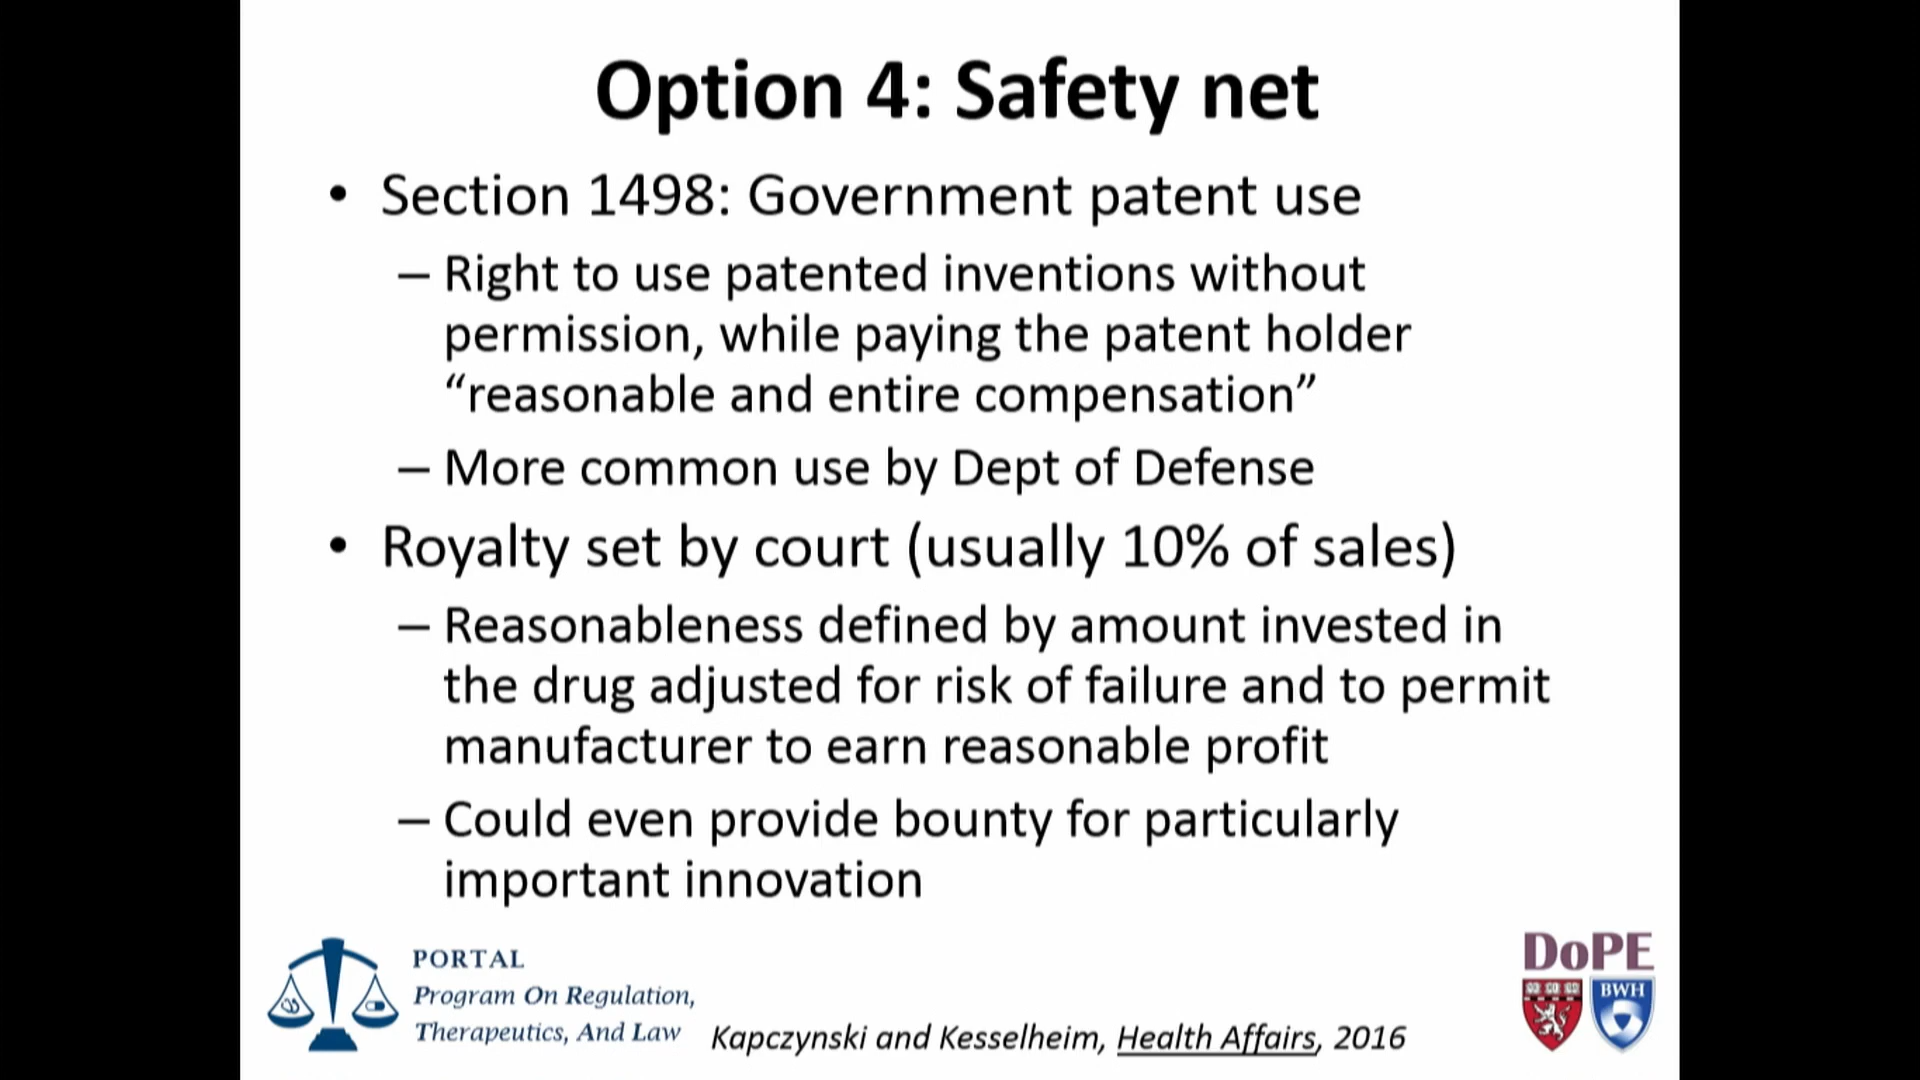 Option 4: Safety net
• Section 1498: Government patent use
– Right to use patented inventions without
permission, while paying the patent holder
“reasonable and entire compensation”
– More common use by Dept of Defense
• Royalty set by court (usually 10% of sales)
– Reasonableness defined by amount invested in
the drug adjusted for risk of failure and to permit
manufacturer to earn reasonable profit
– Could even provide bounty for particularly
important innovation
PORTAL
Program On Regulation,
Therapeutics, And Law
Kapczynski and Kesselheim, Health Affairs, 2016
DoPE
BWH